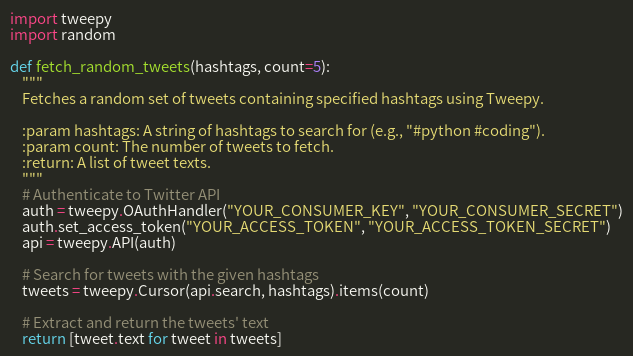 import tweepy
import random
def fetch_random_tweets(hashtags, count=5):
"""
Fetches a random set of tweets containing specified hashtags using Tweepy.
:param hashtags: A string of hashtags to search for (e.g., "#python #coding").
:param count: The number of tweets to fetch.
:return: A list of tweet texts.
"""
# Authenticate to Twitter API
auth = tweepy.OAuthHandler("YOUR_CONSUMER_KEY", "YOUR_CONSUMER_SECRET")
auth.set_access_token("YOUR_ACCESS_TOKEN", "YOUR_ACCESS_TOKEN_SECRET")
api = tweepy.API(auth)
# Search for tweets with the given hashtags
tweets = tweepy.Cursor(api.search, hashtags).items(count)
# Extract and return the tweets' text
return [tweet.text for tweet in tweets]